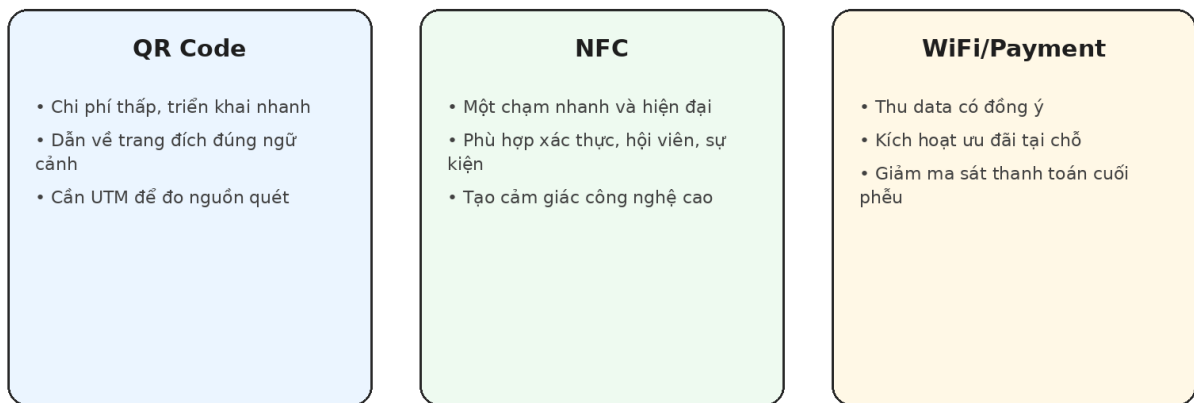 QR Code
• Chi phí thấp, triển khai nhanh
• Dẫn về trang đích đúng ngữ
cảnh
• Cần UTM để đo nguồn quét
NFC
• Một chạm nhanh và hiện đại
• Phù hợp xác thực, hội viên, sự
kiện
• Tạo cảm giác công nghệ cao
WiFi/Payment
• Thu data có đồng ý
• Kích hoạt ưu đãi tại chỗ
• Giảm ma sát thanh toán cuối
phễu